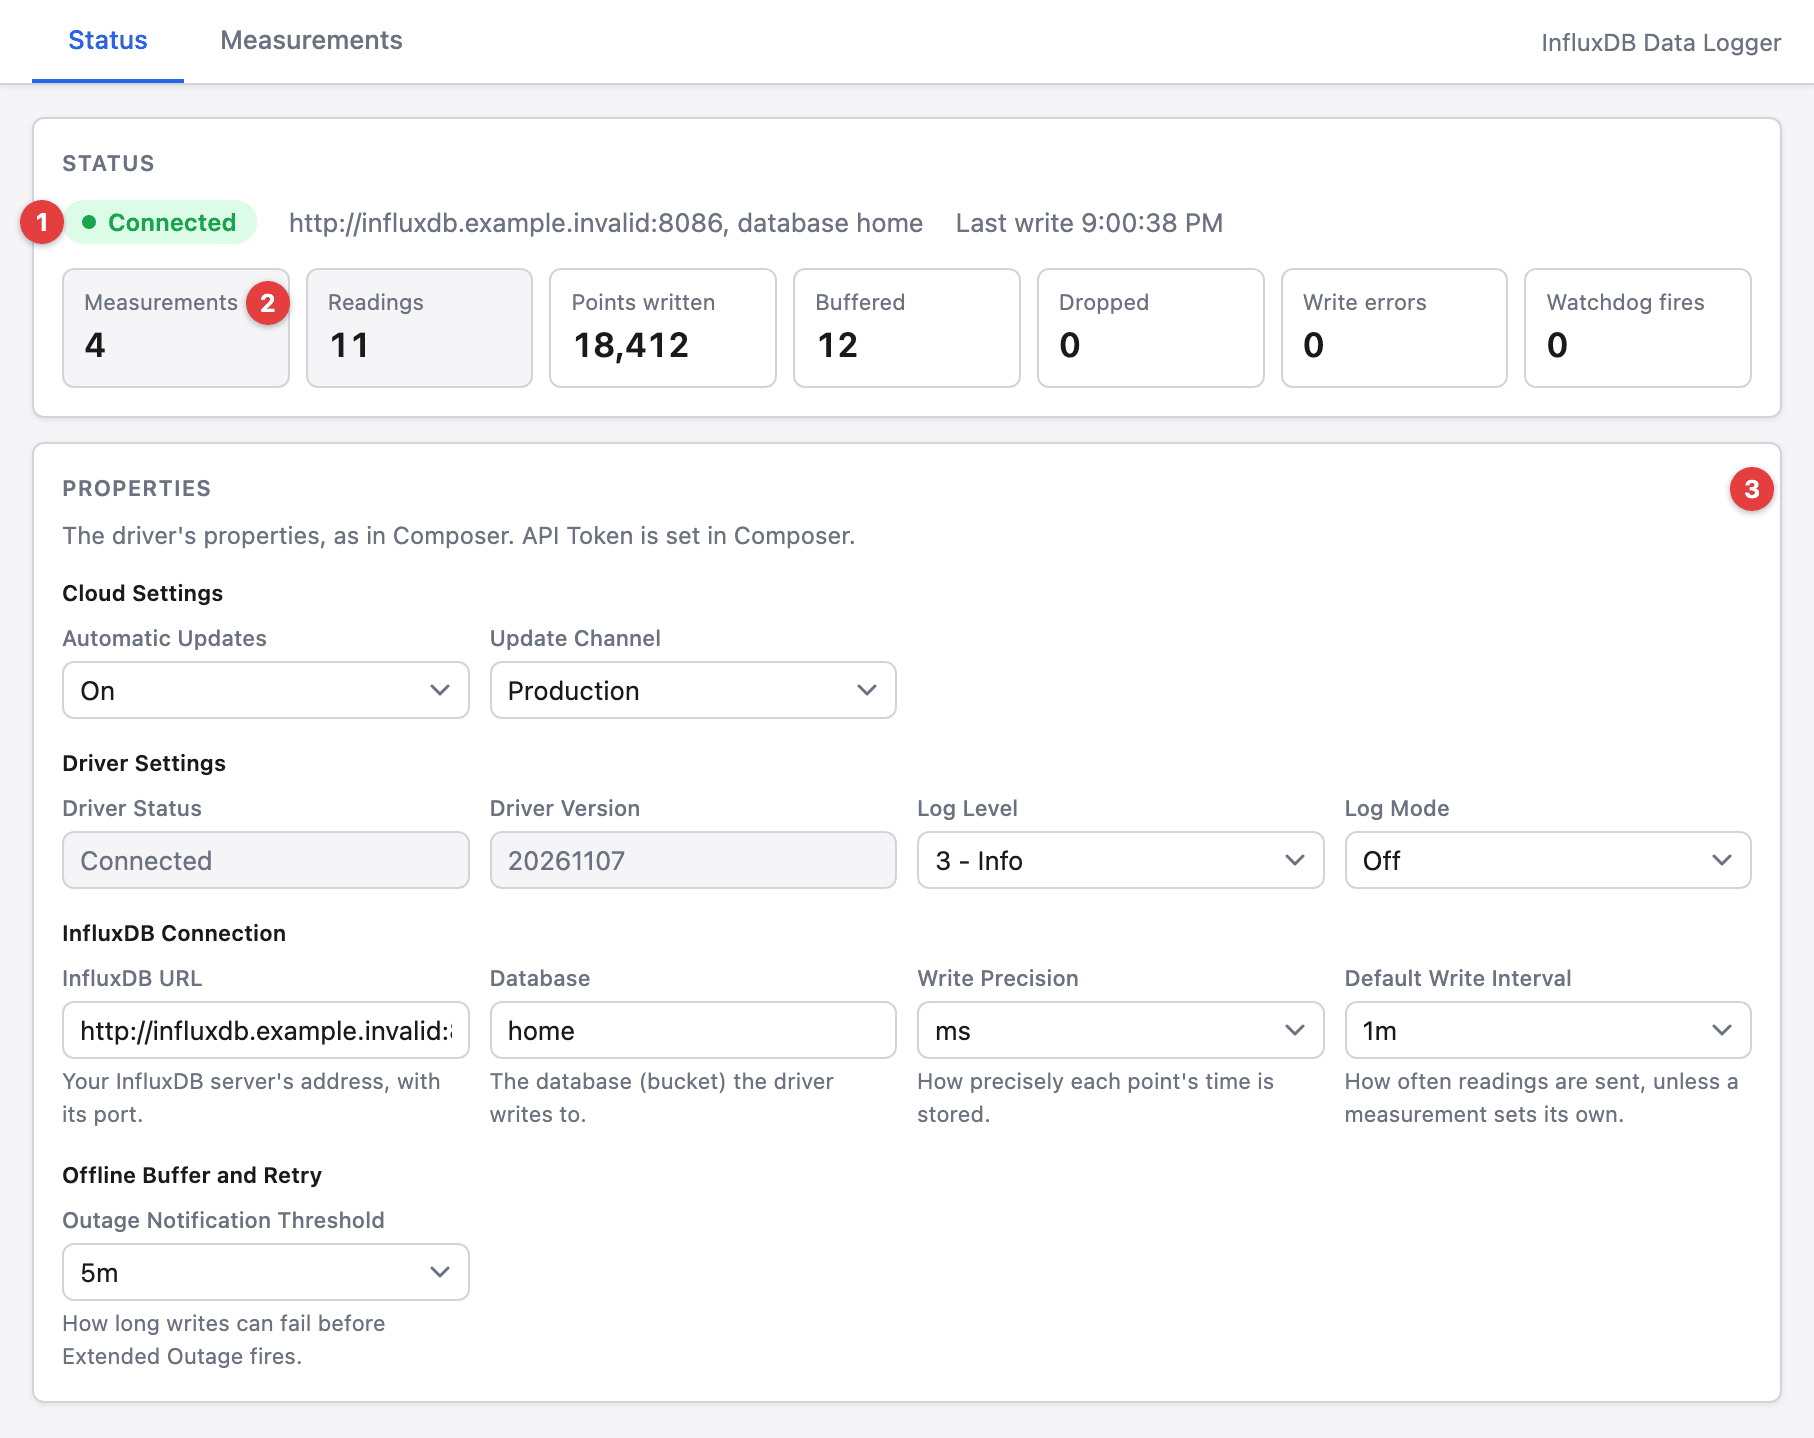 Status
Measurements
InfluxDB Data Logger
STATUS
1
Connected
http://influxdb.example.invalid:8086, database home
Last write 9:00:38 PM
Measurements
2
4
Readings
11
Points written
18,412
Buffered
12
Dropped
0
Write errors
0
Watchdog fires
0
PROPERTIES
3
The driver's properties, as in Composer. API Token is set in Composer.
Cloud Settings
Automatic Updates
On
Update Channel
Production
Driver Settings
Driver Status
Connected
Driver Version
20261107
Log Level
3 - Info
Log Mode
Off
InfluxDB Connection
InfluxDB URL
http://influxdb.example.invalid:
Your InfluxDB server's address, with
its port.
Database
home
The database (bucket) the driver
writes to.
Write Precision
ms
How precisely each point's time is
stored.
Default Write Interval
1m
How often readings are sent, unless a
measurement sets its own.
Offline Buffer and Retry
Outage Notification Threshold
5m
How long writes can fail before
Extended Outage fires.